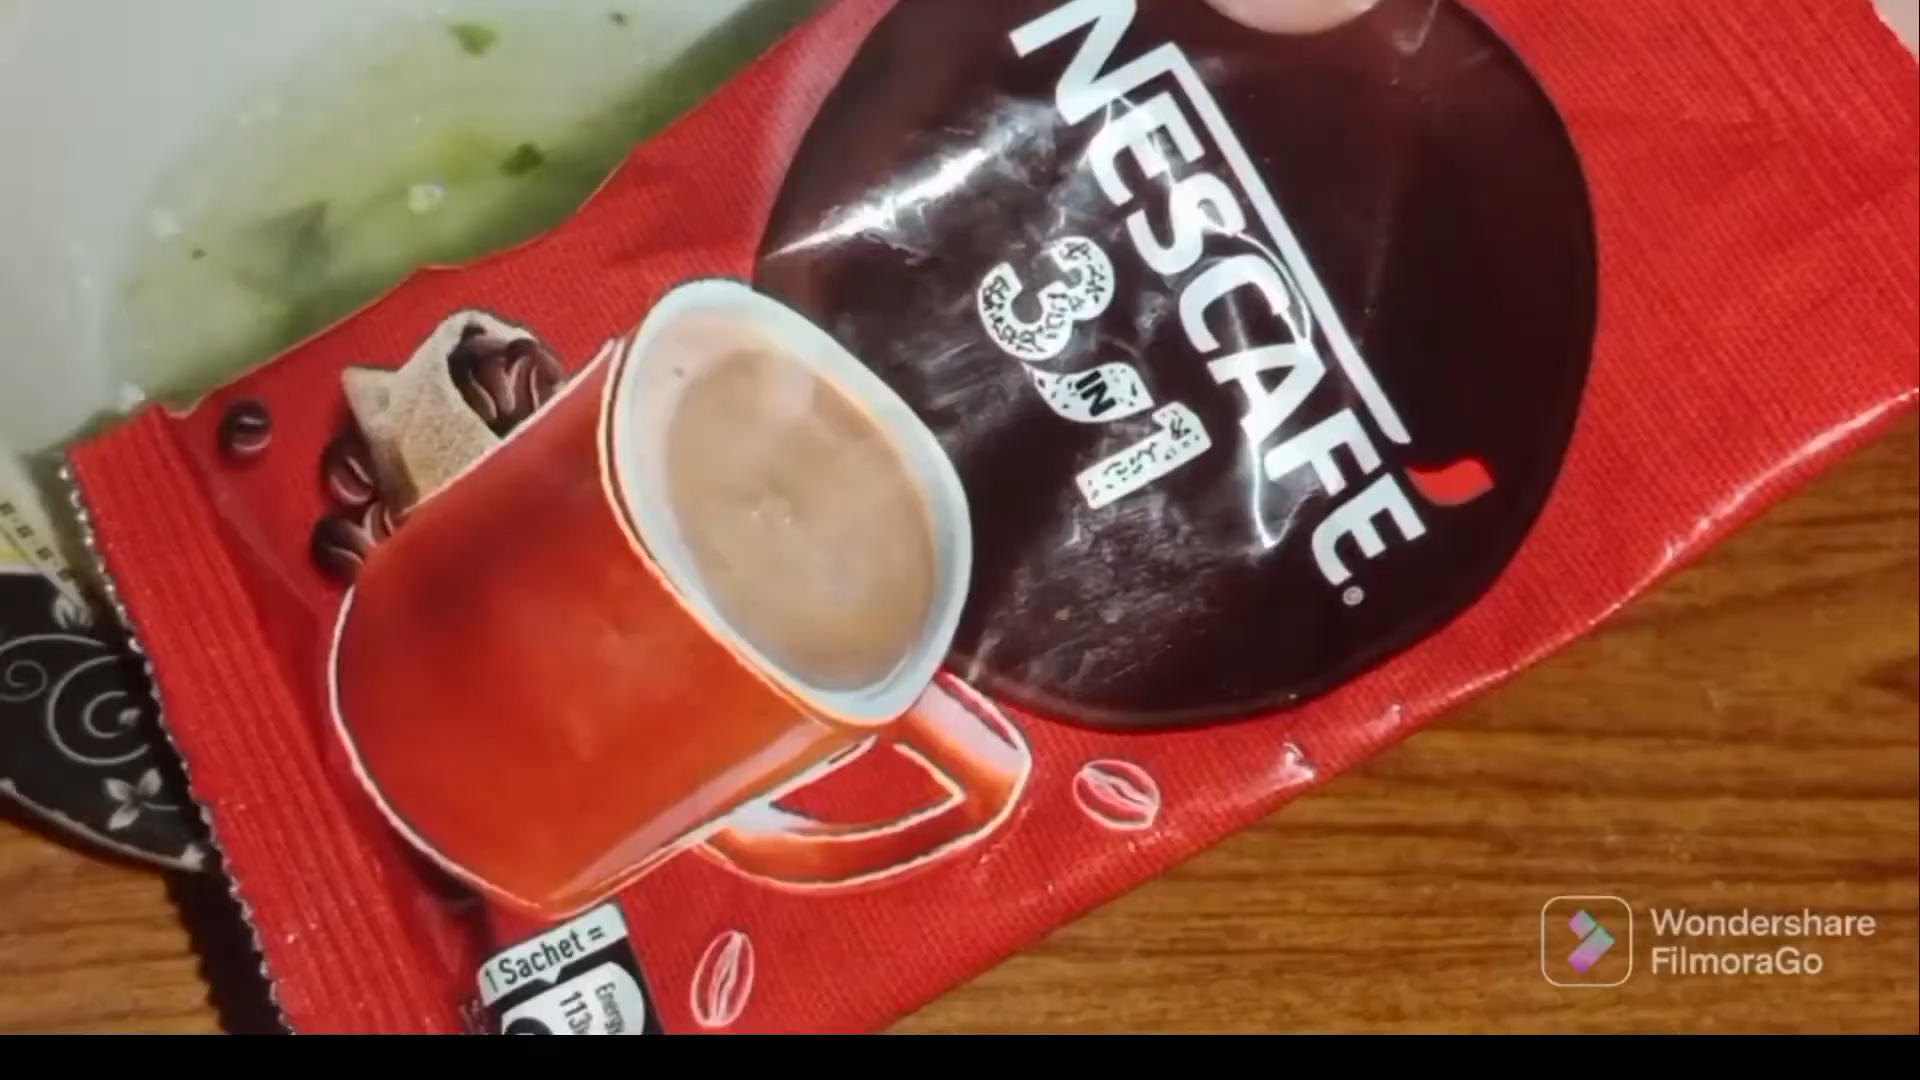 NESCAFÉ®
3 IN 1
1 Sachet =
Energy
113
Wondershare
FilmoraGo